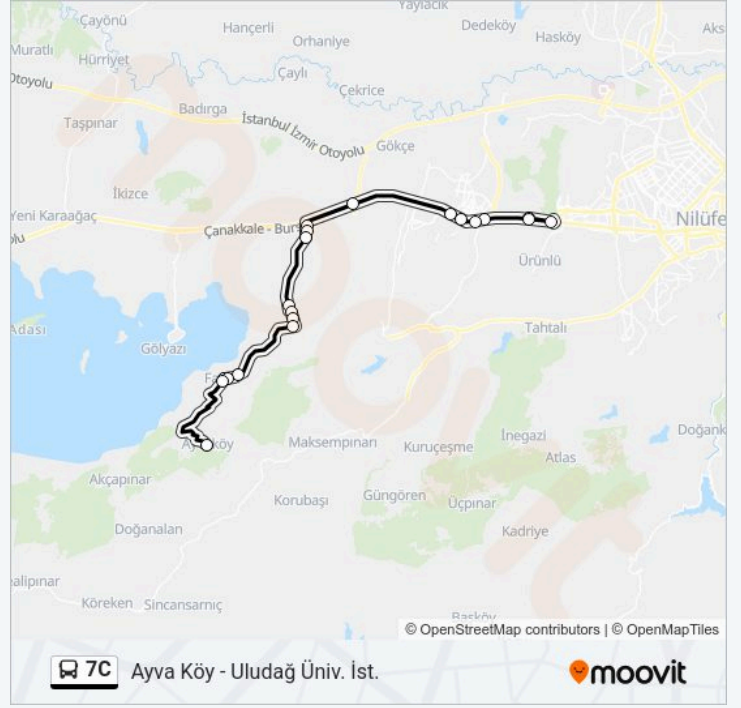 Yaylacık
Çayönü
Hançerli
Dedeköy
Aks
Muratlı
Orhaniye
Hasköy
Hürriyet
Çaylı
Otoyolu
Çekrice
Badırga
Taşpınar
İstanbul İzmir Otoyolu
Gökçe
İkizce
Yeni Karaağaç
Çanakkale - Burs
Nilüfe
olu
Ürünlü
Adası
Tahtalı
Gölyazı
Maksempınarı
Kuruçeşme
İnegazi
Doğank
Atlas
Akçapınar
Korubaşı
Güngören
Üçpınar
Doğanalan
Kadriye
alipınar
Köreken
Sincansarnıç
Başköy
© OpenStreetMap contributors | © OpenMapTiles
7C Ayva Köy - Uludağ Üniv. İst.
moovit